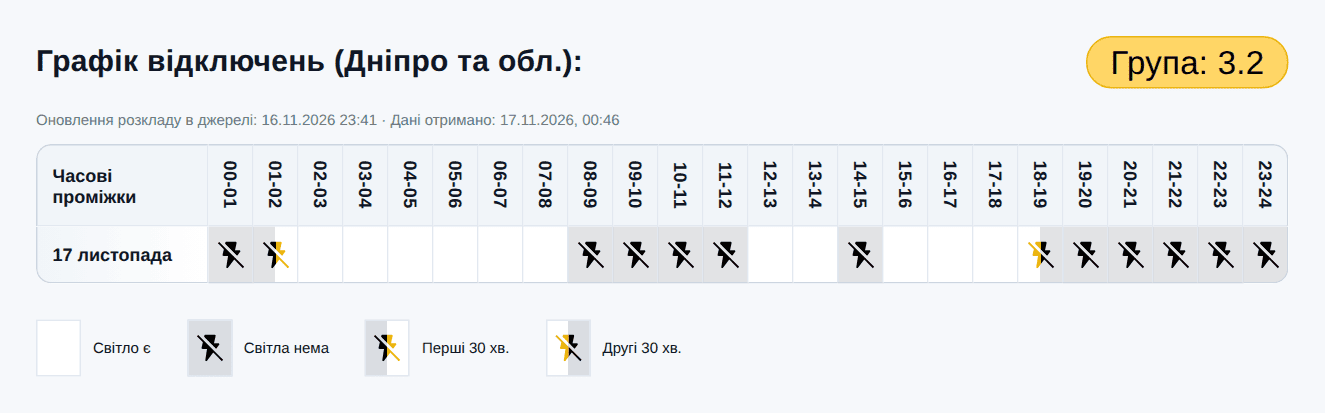 Графік відключень (Дніпро та обл.):
Група: 3.2
Оновлення розкладу в джерелі: 16.11.2026 23:41 · Дані отримано: 17.11.2026, 00:46
Часові
проміжки
00-01
01-02
02-03
03-04
04-05
05-06
06-07
07-08
08-09
09-10
10-11
11-12
12-13
13-14
14-15
15-16
16-17
17-18
18-19
19-20
20-21
21-22
22-23
23-24
17 листопада
Світло є
Світла нема
Перші 30 хв.
Другі 30 хв.